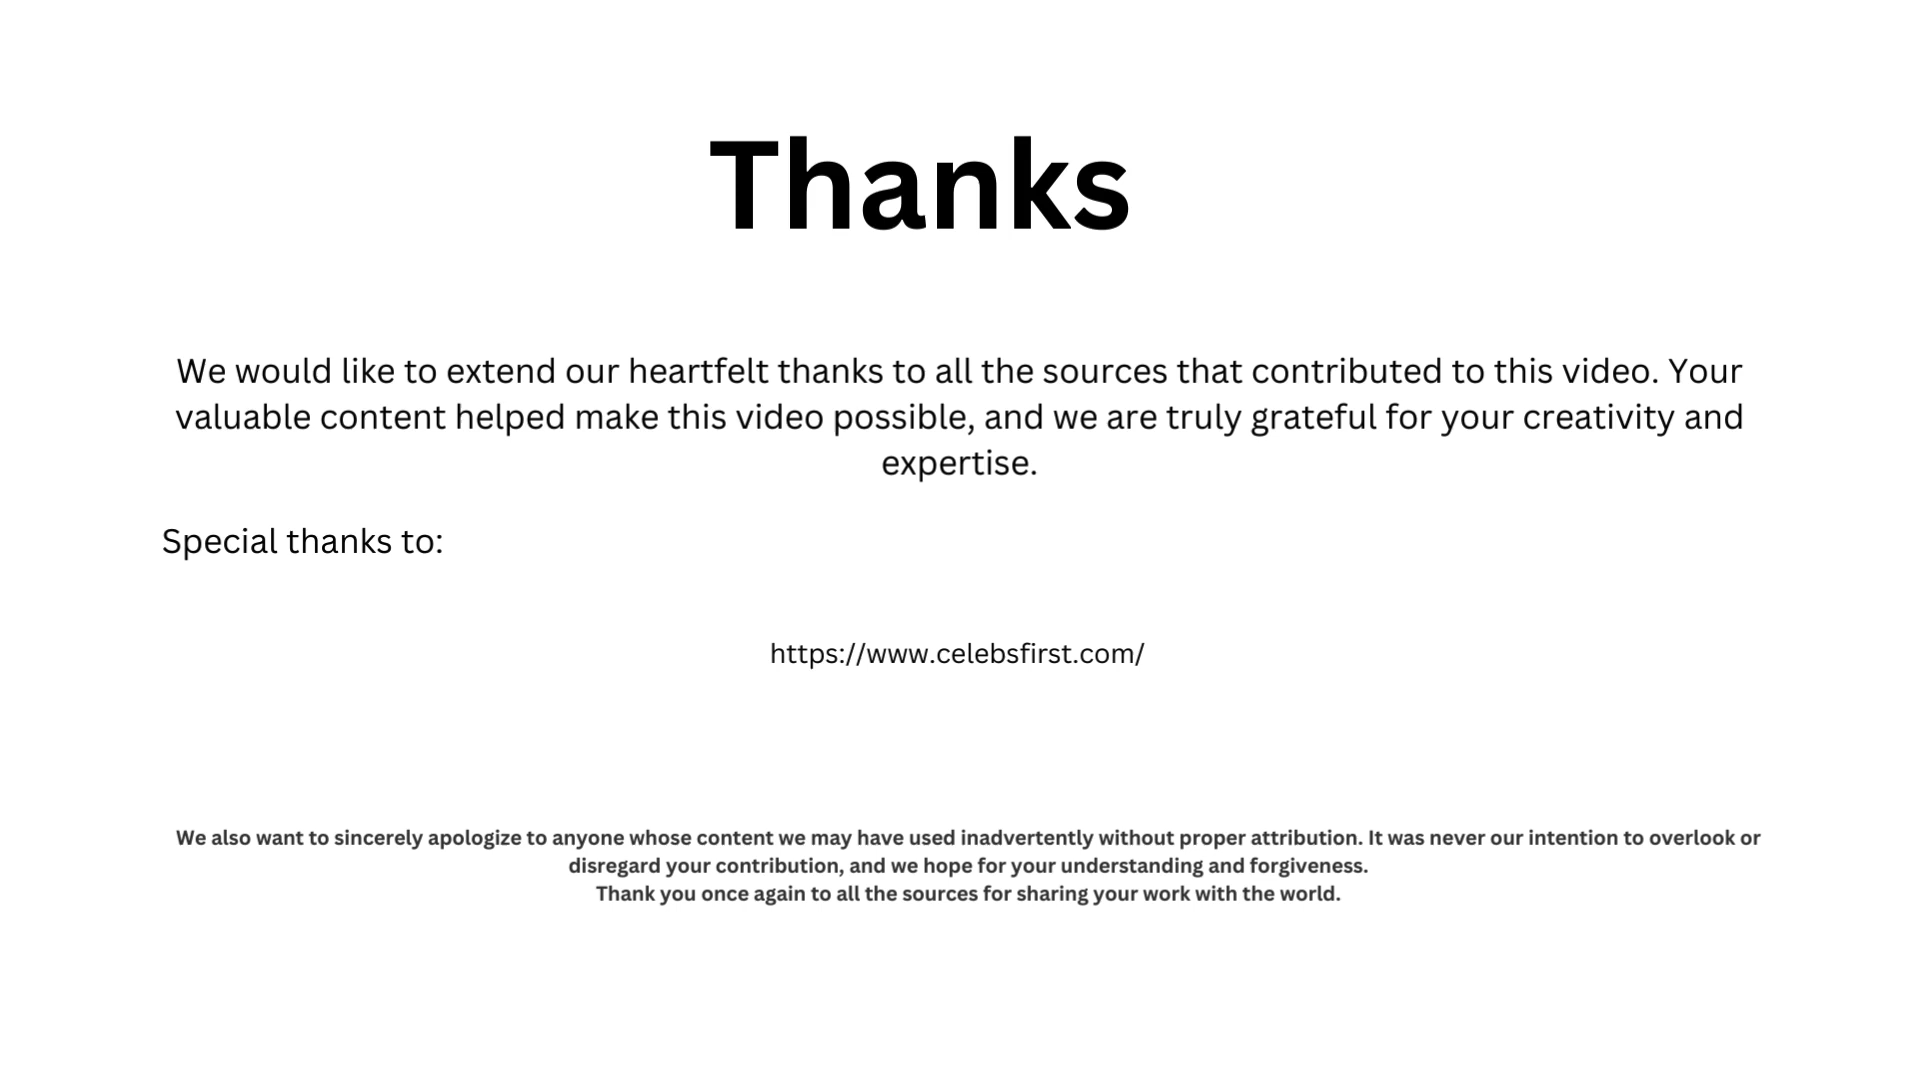 Thanks
We would like to extend our heartfelt thanks to all the sources that contributed to this video. Your
valuable content helped make this video possible, and we are truly grateful for your creativity and
expertise.
Special thanks to:
https://www.celebsfirst.com/
We also want to sincerely apologize to anyone whose content we may have used inadvertently without proper attribution. It was never our intention to overlook or
disregard your contribution, and we hope for your understanding and forgiveness.
Thank you once again to all the sources for sharing your work with the world.